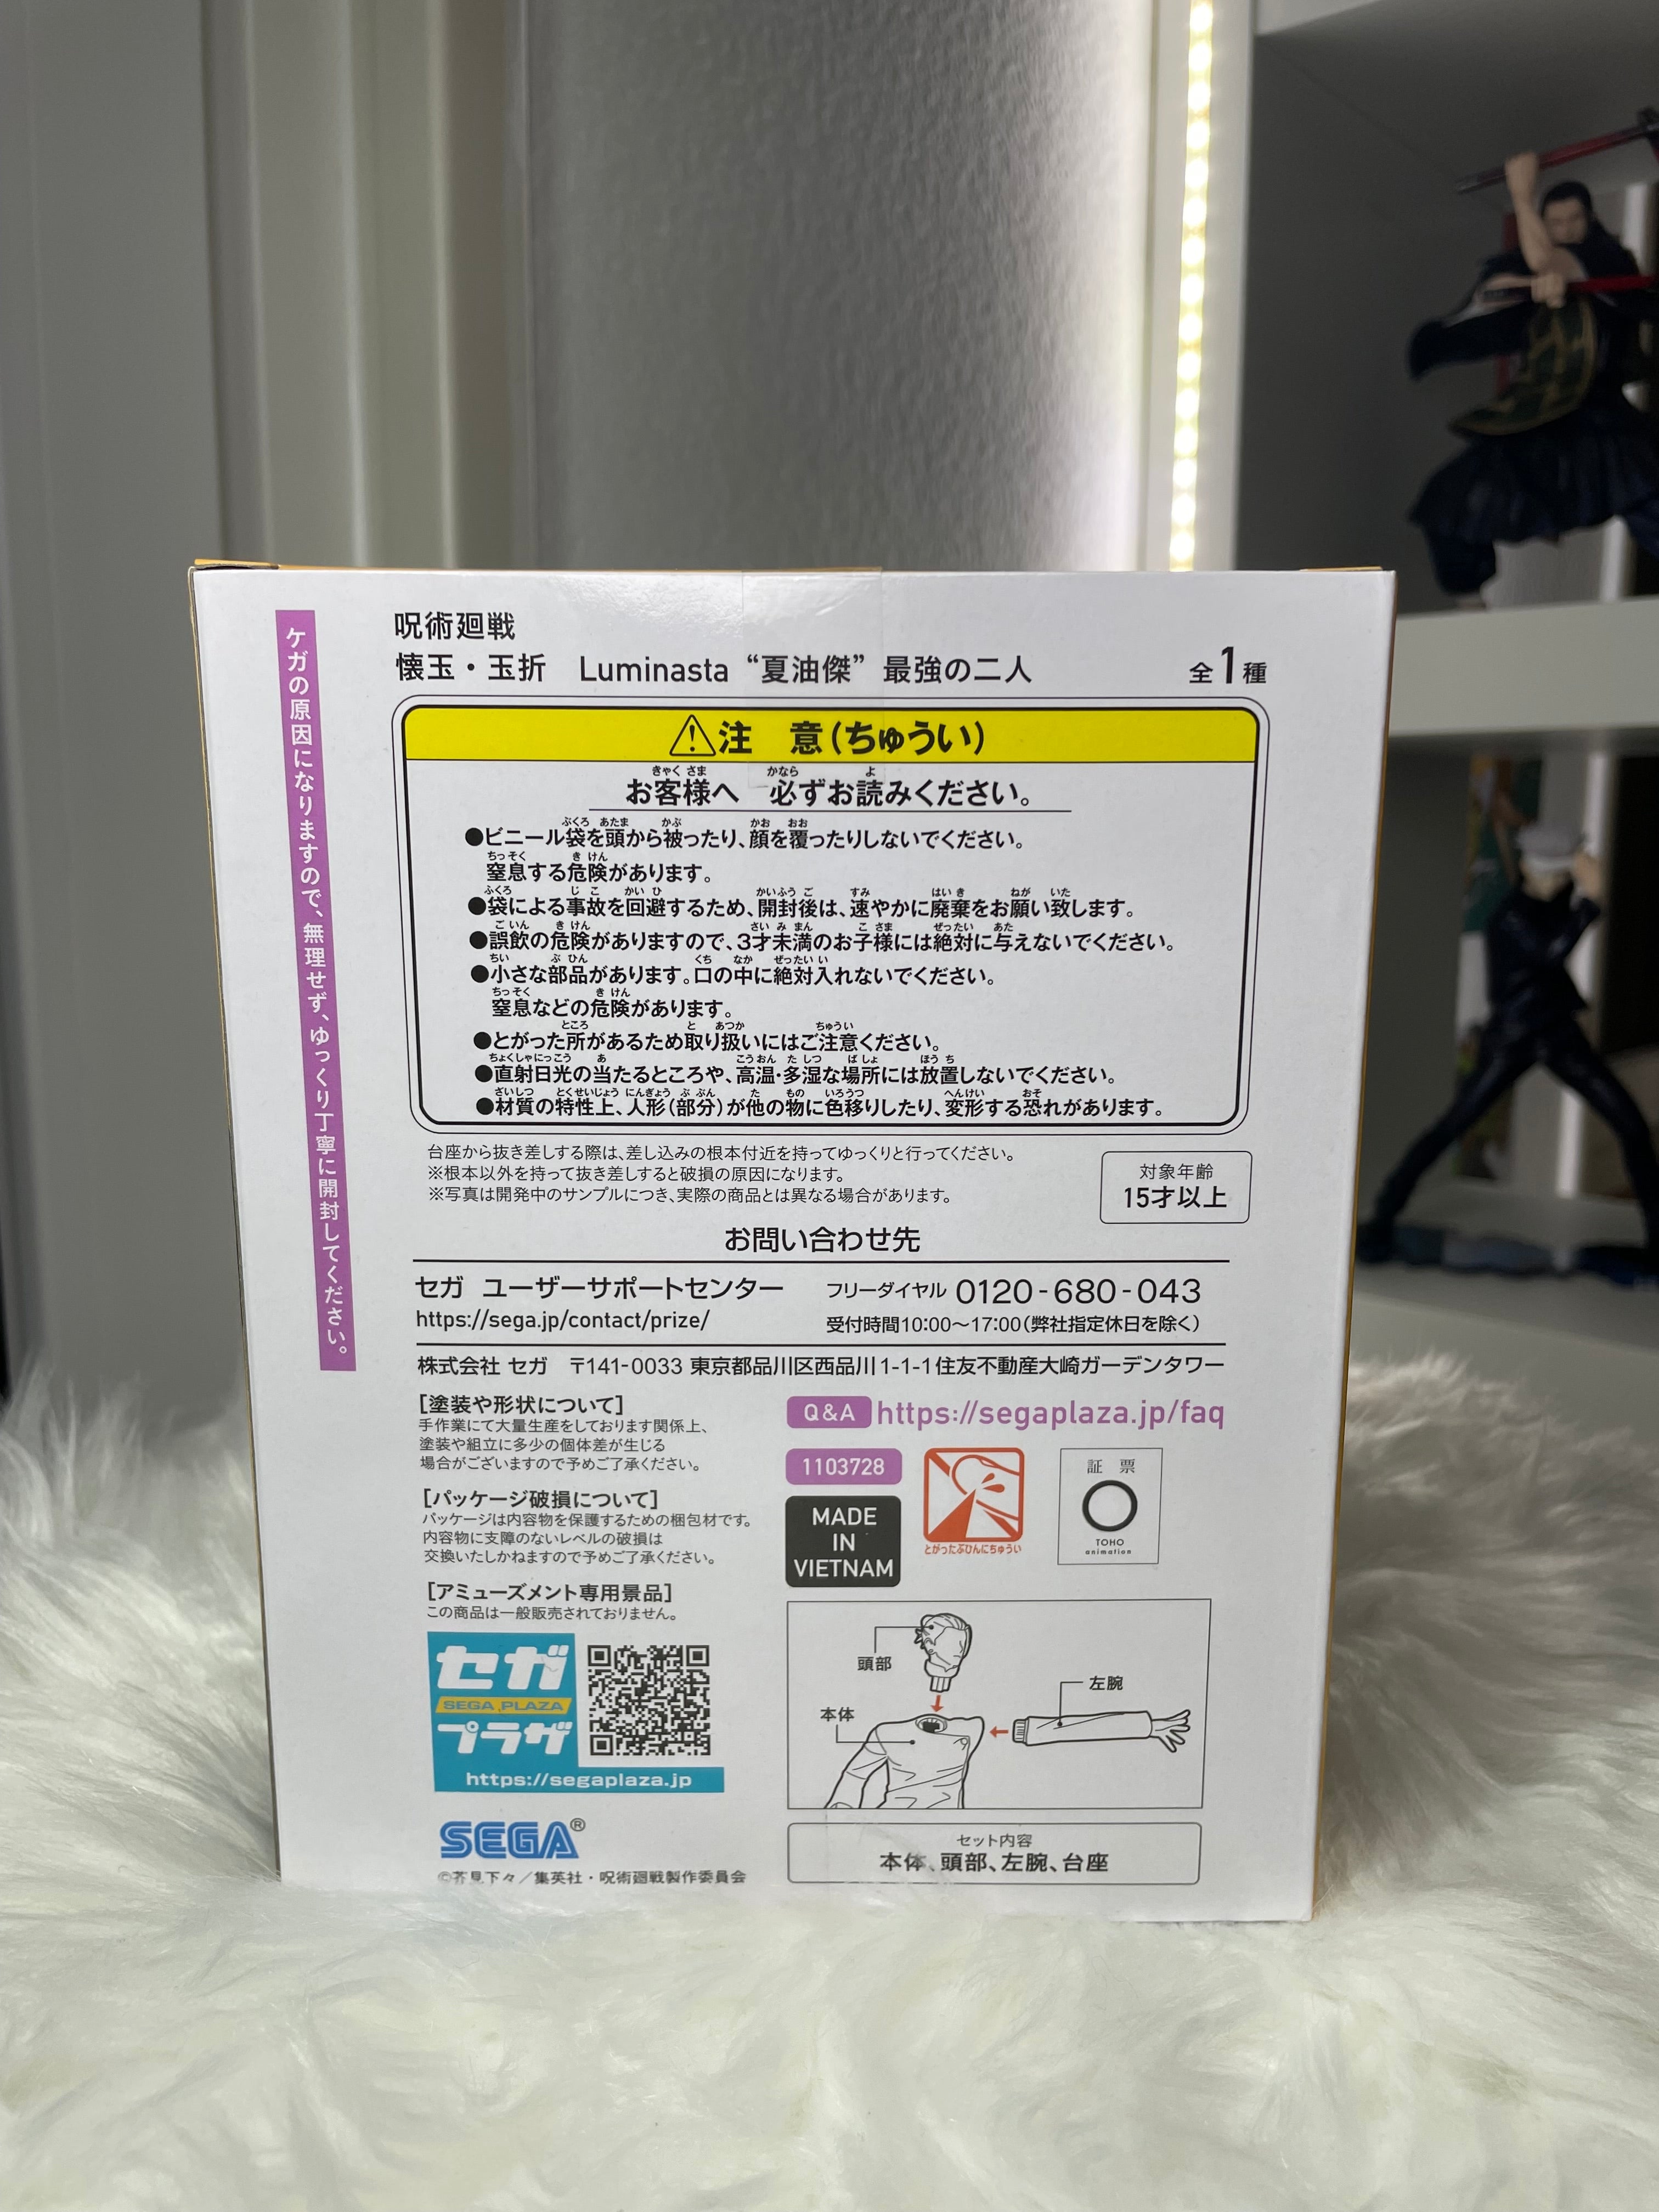 呪術廻戦
懐玉・玉折 Luminasta “夏油傑” 最強の二人
全1種
ケガの原因になりますので、無理せず、ゆっくり丁寧に開封してください。
⚠注 意(ちゅうい)
お客様へ 必ずお読みください。
●ビニール袋を頭から被ったり、顔を覆ったりしないでください。
窒息する危険があります。
●袋による事故を回避するため、開封後は、速やかに廃棄をお願い致します。
●誤飲の危険がありますので、3才未満のお子様には絶対に与えないでください。
●小さな部品があります。口の中に絶対入れないでください。
窒息などの危険があります。
●とがった所があるため取り扱いにはご注意ください。
●直射日光の当たるところや、高温・多湿な場所には放置しないでください。
●材質の特性上、人形(部分)が他の物に色移りしたり、変形する恐れがあります。
台座から抜き差しする際は、差し込みの根本付近を持ってゆっくりと行ってください。
※根本以外を持って抜き差しすると破損の原因になります。
※写真は開発中のサンプルにつき、実際の商品とは異なる場合があります。
対象年齢
15才以上
お問い合わせ先
セガ ユーザーサポートセンター
https://sega.jp/contact/prize/
フリーダイヤル 0120-680-043
受付時間10:00〜17:00(弊社指定休日を除く)
株式会社 セガ 〒141-0033 東京都品川区西品川1-1-1住友不動産大崎ガーデンタワー
[塗装や形状について]
手作業にて大量生産をしております関係上、
塗装や組立に多少の個体差が生じる
場合がございますので予めご了承ください。
[パッケージ破損について]
パッケージは内容物を保護するための梱包材です。
内容物に支障のないレベルの破損は
交換いたしかねますので予めご了承ください。
[アミューズメント専用景品]
この商品は一般販売されておりません。
Q&A https://segaplaza.jp/faq
1103728
MADE
IN
VIETNAM
とがったぶひんにちゅうい
証 票
TOHO
animation
頭部
本体
左腕
セガ
SEGA PLAZA
プラザ
https://segaplaza.jp
SEGA®
©芥見下々/集英社・呪術廻戦製作委員会
セット内容
本体、頭部、左腕、台座